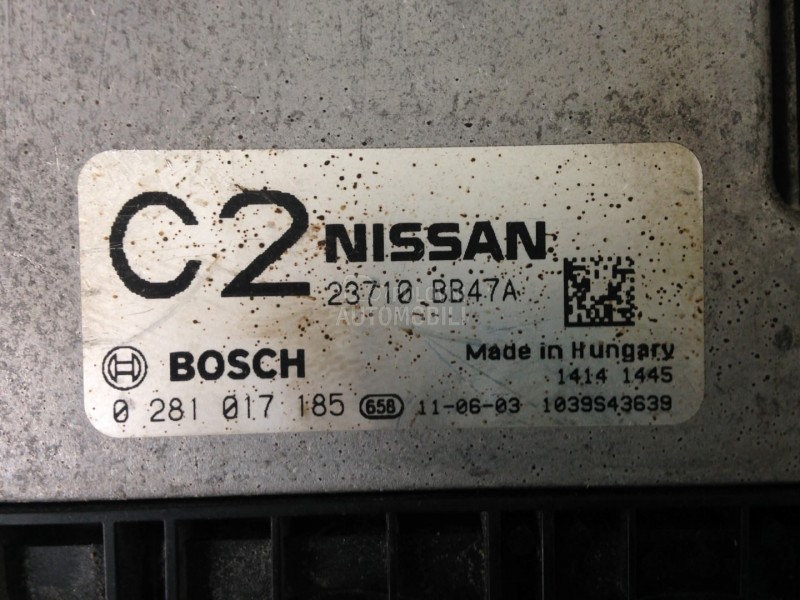 C2 NISSAN
23710 BB47A
BOSCH
Made in Hungary
1414 1445
0 281 017 185 658 11-06-03 1039S43639
AUTOMOBILI